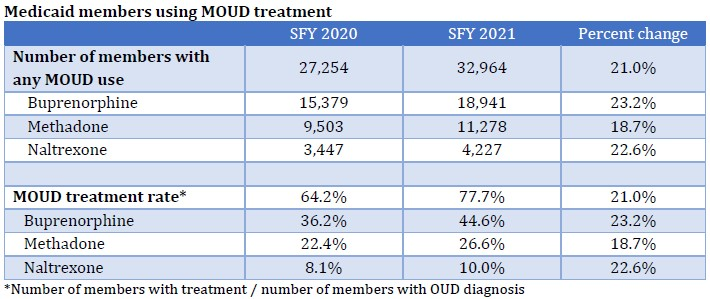 Medicaid members using MOUD treatment
SFY 2020 SFY 2021 Percent change
Number of members with
any MOUD use 27,254 32,964 21.0%
Buprenorphine 15,379 18,941 23.2%
Methadone 9,503 11,278 18.7%
Naltrexone 3,447 4,227 22.6%
MOUD treatment rate* 64.2% 77.7% 21.0%
Buprenorphine 36.2% 44.6% 23.2%
Methadone 22.4% 26.6% 18.7%
Naltrexone 8.1% 10.0% 22.6%
*Number of members with treatment / number of members with OUD diagnosis